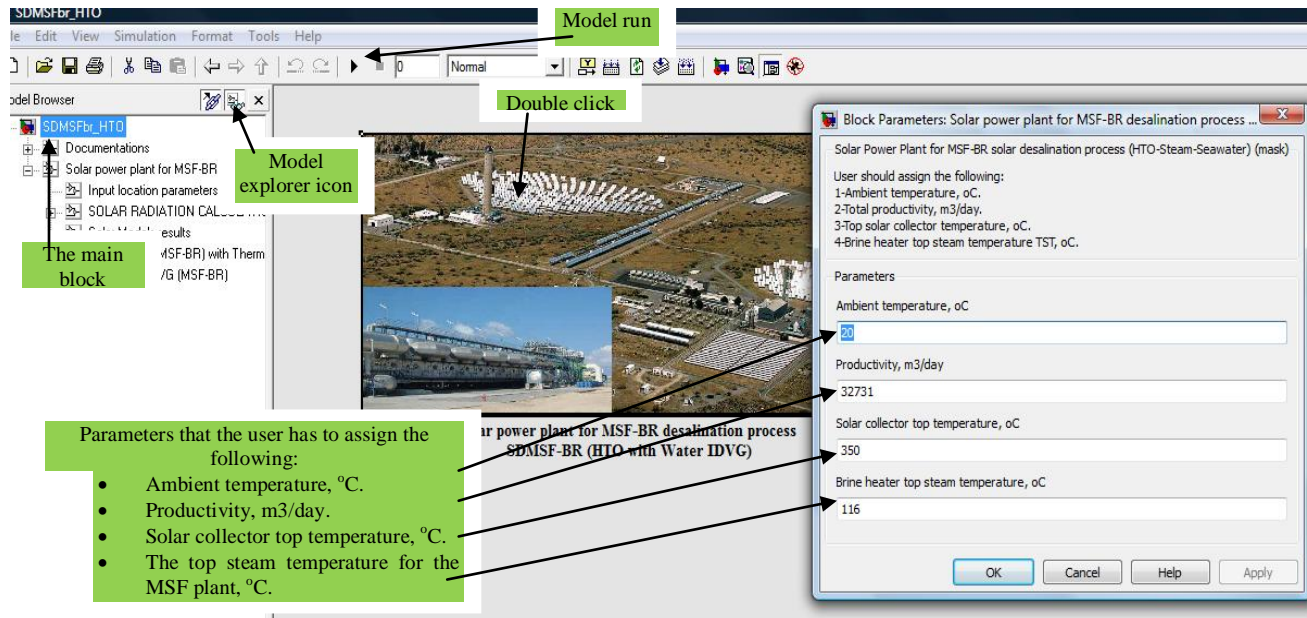 SDMSFbr_HTO
Edit View Simulation Format Tools Help
Model run
0 Normal
Model Browser
SDMSFbr_HTO
Documentations
Solar power plant for MSF-BR
Input location parameters
SOLAR RADIATION
results
(MSF-BR) with Therm
(MSF-BR)
Model
explorer icon
The main
block
Double click
ar power plant for MSF-BR desalination process
SDMSF-BR (HTO with Water IDVG)
Parameters that the user has to assign the
following:
• Ambient temperature, °C.
• Productivity, m3/day.
• Solar collector top temperature, °C.
• The top steam temperature for the
MSF plant, °C.
Block Parameters: Solar power plant for MSF-BR desalination process ...
Solar Power Plant for MSF-BR solar desalination process (HTO-Steam-Seawater) (mask)
User should assign the following:
1-Ambient temperature, oC.
2-Total productivity, m3/day.
3-Top solar collector temperature, oC.
4-Brine heater top steam temperature TST, oC.
Parameters
Ambient temperature, oC
20
Productivity, m3/day
32731
Solar collector top temperature, oC
350
Brine heater top steam temperature, oC
116
OK Cancel Help Apply